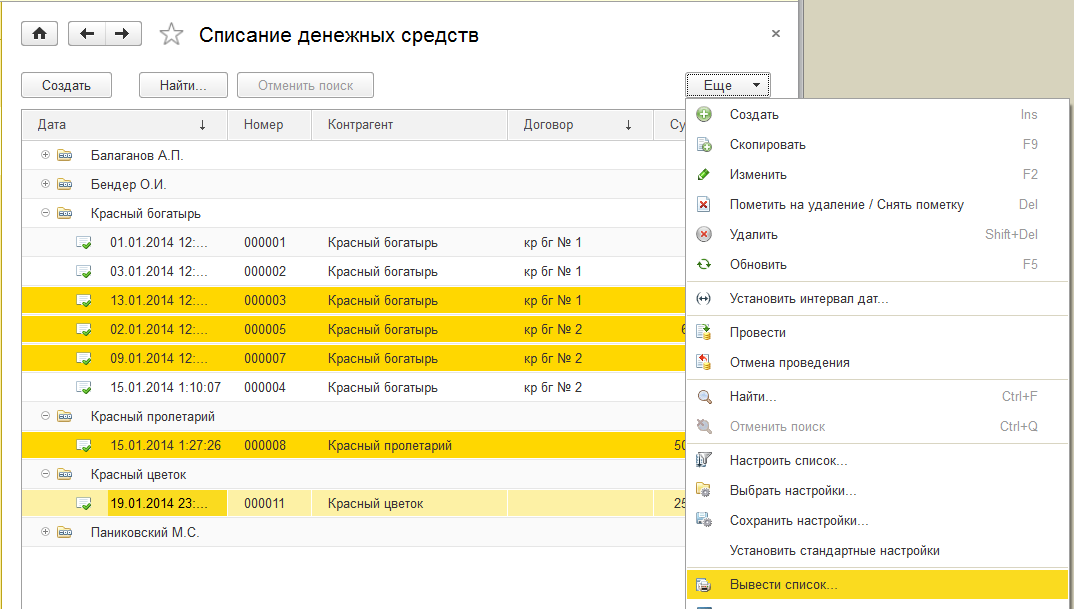 Списание денежных средств
Создать Найти... Отменить поиск Еще
Дата Номер Контрагент Договор Су
Балаганов А.П.
Бендер О.И.
Красный богатырь
01.01.2014 12:... 000001 Красный богатырь кр бг № 1
03.01.2014 12:... 000002 Красный богатырь кр бг № 1
13.01.2014 12:... 000003 Красный богатырь кр бг № 1
02.01.2014 12:... 000005 Красный богатырь кр бг № 2 6
09.01.2014 12:... 000007 Красный богатырь кр бг № 2
15.01.2014 1:10:07 000004 Красный богатырь кр бг № 2
Красный пролетарий
15.01.2014 1:27:26 000008 Красный пролетарий 50
Красный цветок
19.01.2014 23:... 000011 Красный цветок 25
Паниковский М.С.
Создать Ins
Скопировать F9
Изменить F2
Пометить на удаление / Снять пометку Del
Удалить Shift+Del
Обновить F5
Установить интервал дат...
Провести
Отмена проведения
Найти... Ctrl+F
Отменить поиск Ctrl+Q
Настроить список...
Выбрать настройки...
Сохранить настройки...
Установить стандартные настройки
Вывести список...